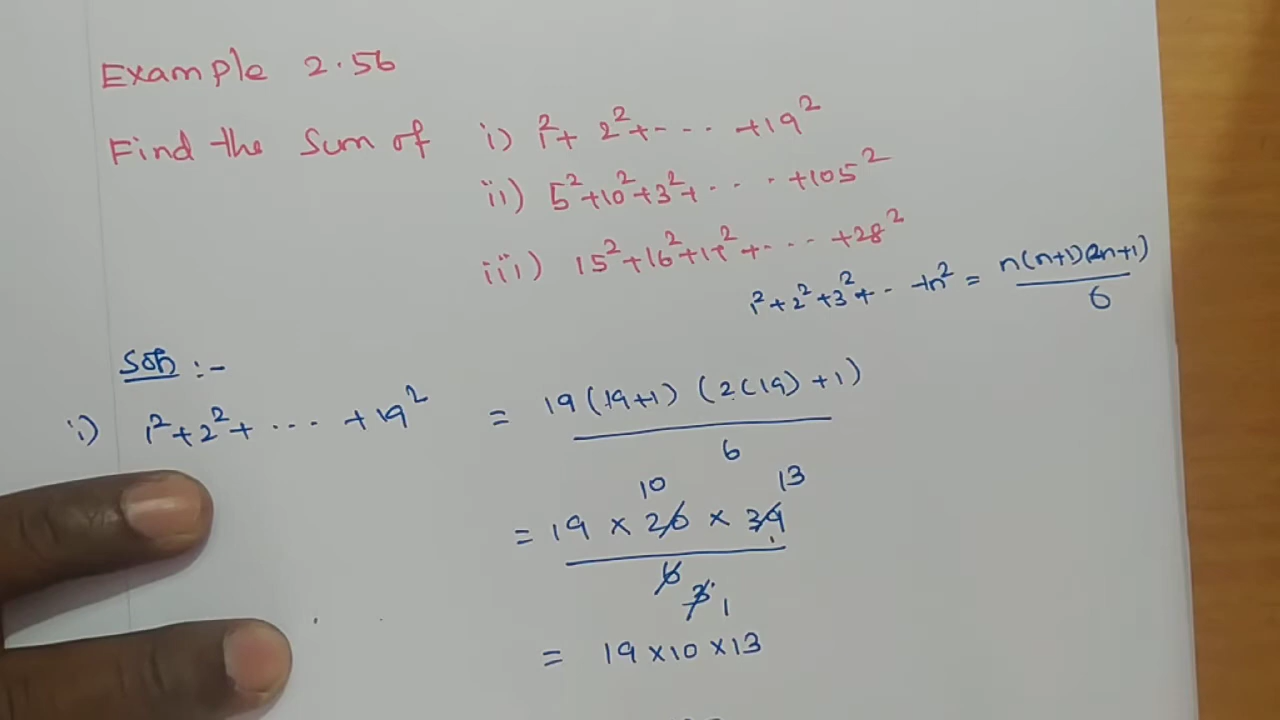 Example 2.56
Find the Sum of i) 1²+ 2²+--- +19²
ii) 5²+10²+3²+---- +105²
iii) 15²+16²+17²+--- +28²
1²+2²+3²+-- +n² = n(n+1)(2n+1)/6
Soln :-
i) 1²+2²+ --- +19² = 19(19+1) (2(19)+1)/6
10 13
= 19 × 20 × 39
6
3 1
= 19×10×13